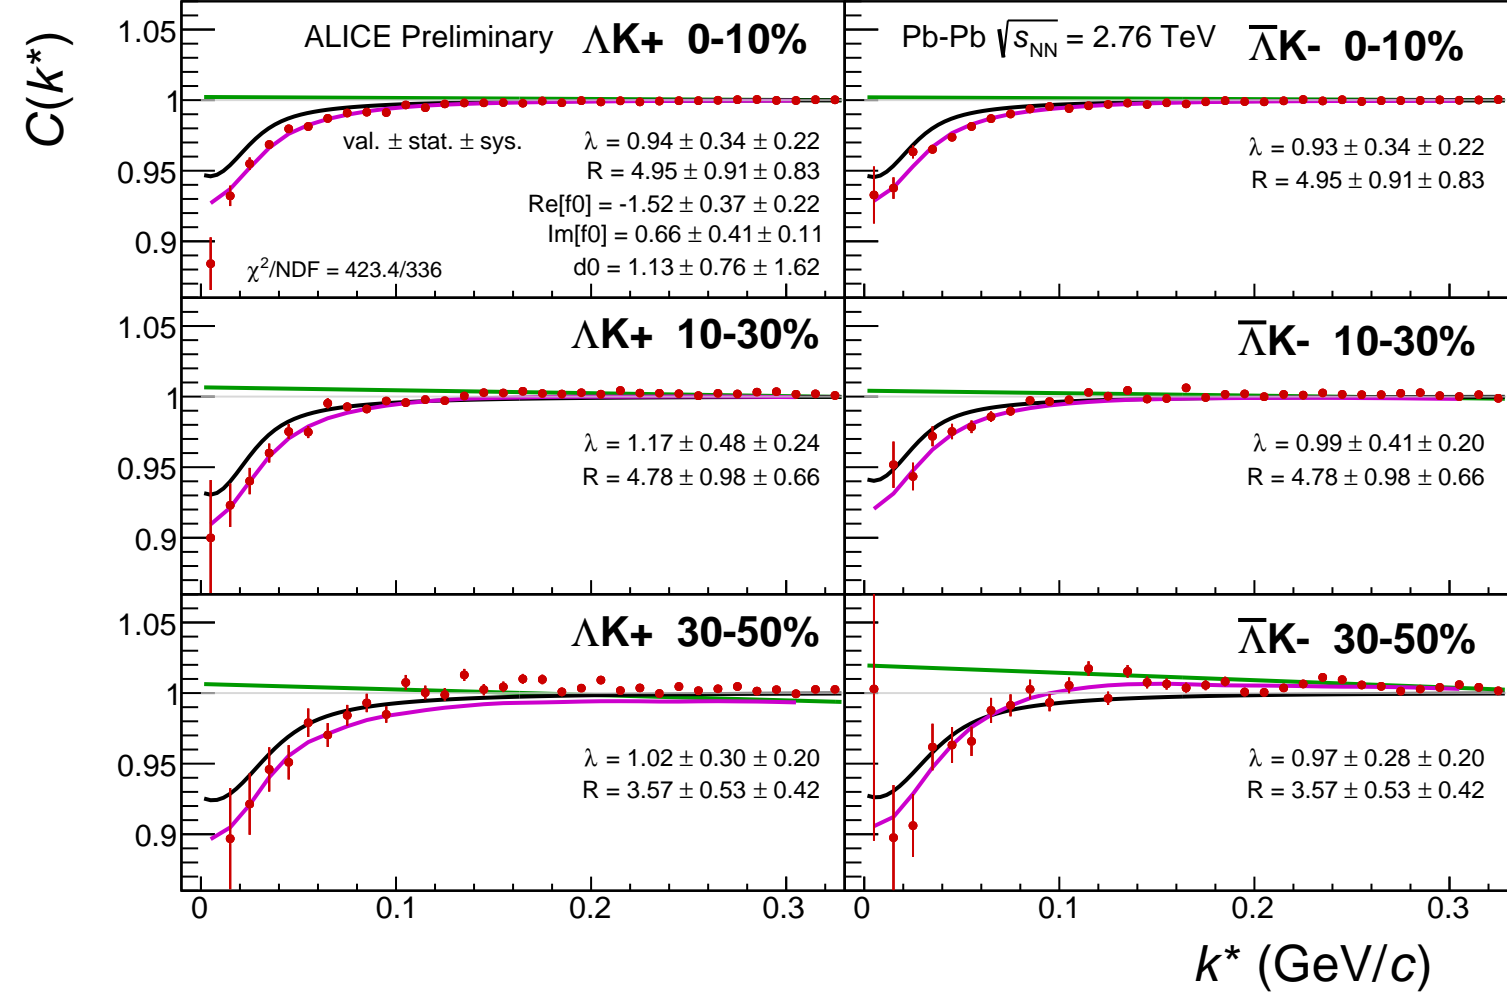 C(k*)
ALICE Preliminary ΛK+ 0-10%
1.05
1
0.95
0.9
val. ± stat. ± sys.
λ = 0.94 ± 0.34 ± 0.22
R = 4.95 ± 0.91 ± 0.83
Re[f0] = -1.52 ± 0.37 ± 0.22
Im[f0] = 0.66 ± 0.41 ± 0.11
d0 = 1.13 ± 0.76 ± 1.62
χ²/NDF = 423.4/336
Pb-Pb √sNN = 2.76 TeV Λ̅K- 0-10%
λ = 0.93 ± 0.34 ± 0.22
R = 4.95 ± 0.91 ± 0.83
ΛK+ 10-30%
1.05
1
0.95
0.9
λ = 1.17 ± 0.48 ± 0.24
R = 4.78 ± 0.98 ± 0.66
Λ̅K- 10-30%
λ = 0.99 ± 0.41 ± 0.20
R = 4.78 ± 0.98 ± 0.66
ΛK+ 30-50%
1.05
1
0.95
0.9
λ = 1.02 ± 0.30 ± 0.20
R = 3.57 ± 0.53 ± 0.42
Λ̅K- 30-50%
λ = 0.97 ± 0.28 ± 0.20
R = 3.57 ± 0.53 ± 0.42
0 0.1 0.2 0.3 0 0.1 0.2 0.3
k* (GeV/c)